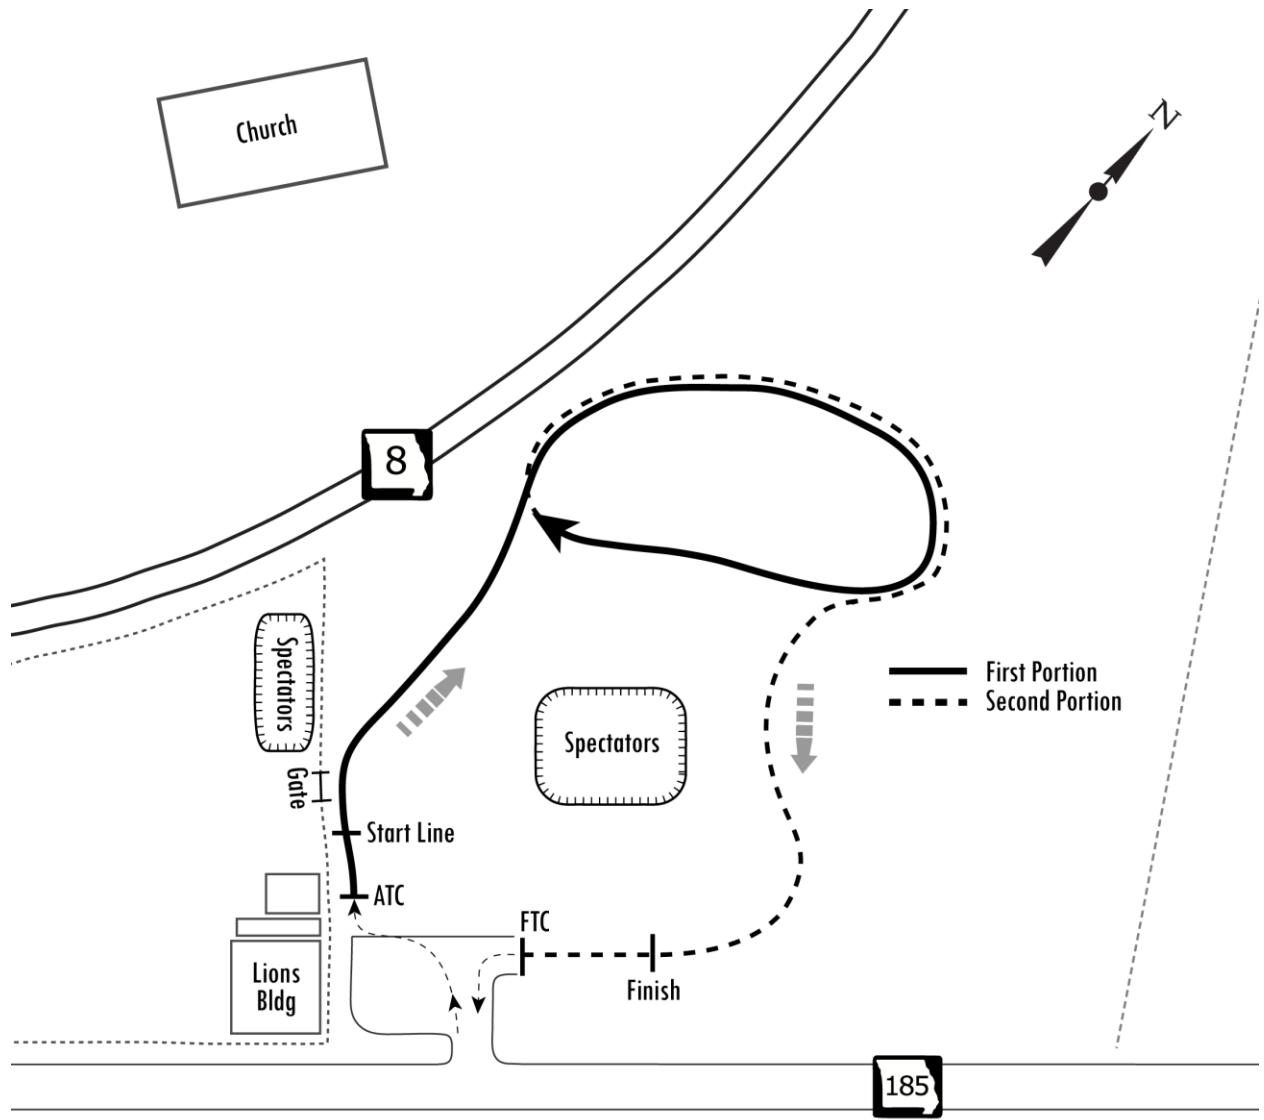 Church
N
8
Spectators
Spectators
First Portion
Second Portion
Gate
Start Line
ATC
FTC
Lions
Bldg
Finish
185